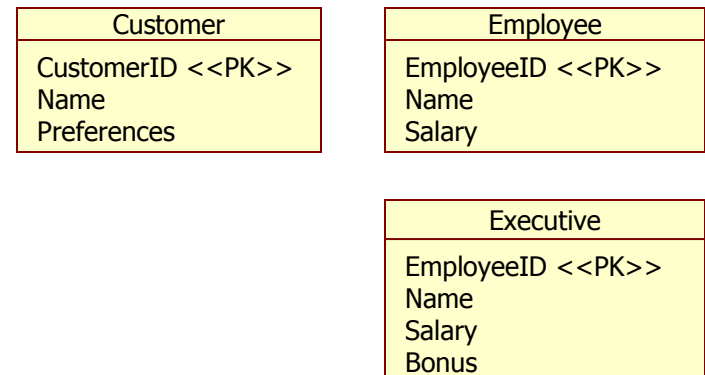 Customer
CustomerID <<PK>>
Name
Preferences
Employee
EmployeeID <<PK>>
Name
Salary
Executive
EmployeeID <<PK>>
Name
Salary
Bonus